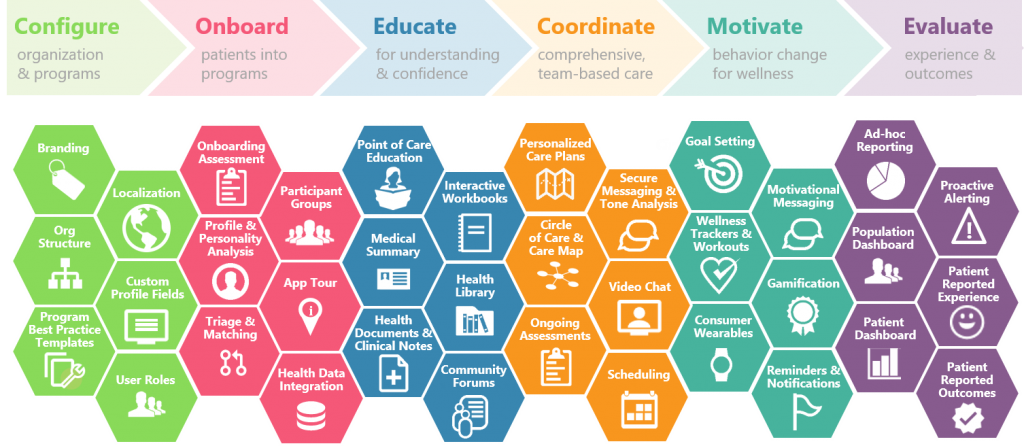 Configure
organization
& programs
Onboard
patients into
programs
Educate
for understanding
& confidence
Coordinate
comprehensive,
team-based care
Motivate
behavior change
for wellness
Evaluate
experience &
outcomes
Branding
Localization
Org
Structure
Custom
Profile Fields
Program
Best Practice
Templates
User Roles
Onboarding
Assessment
Participant
Groups
Profile &
Personality
Analysis
App Tour
Triage &
Matching
Health Data
Integration
Point of Care
Education
Interactive
Workbooks
Medical
Summary
Health
Library
Health
Documents &
Clinical Notes
Community
Forums
Personalized
Care Plans
Secure
Messaging &
Tone Analysis
Circle
of Care &
Care Map
Video Chat
Ongoing
Assessments
Scheduling
Goal Setting
Motivational
Messaging
Wellness
Trackers &
Workouts
Gamification
Consumer
Wearables
Reminders &
Notifications
Ad-hoc
Reporting
Proactive
Alerting
Population
Dashboard
Patient
Reported
Experience
Patient
Dashboard
Patient
Reported
Outcomes